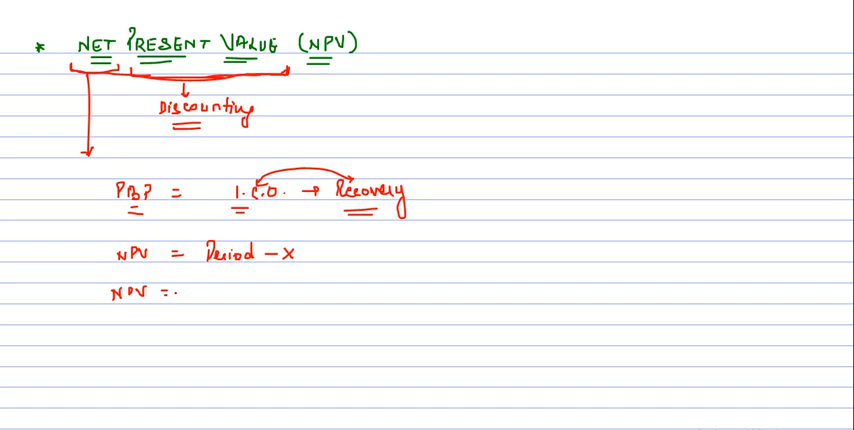 * NET PRESENT VALUE (NPV)
Discounting
PBP = I.C.O. → Recovery
NPV = Period - x
NPV =